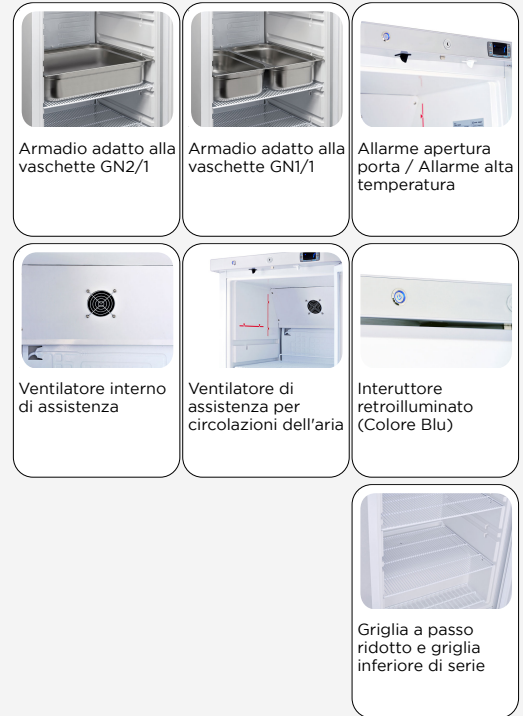 Armadio adatto alla
vaschette GN2/1
Armadio adatto alla
vaschette GN1/1
Allarme apertura
porta / Allarme alta
temperatura
Ventilatore interno
di assistenza
Ventilatore di
assistenza per
circolazioni dell'aria
Interuttore
retroilluminato
(Colore Blu)
Griglia a passo
ridotto e griglia
inferiore di serie